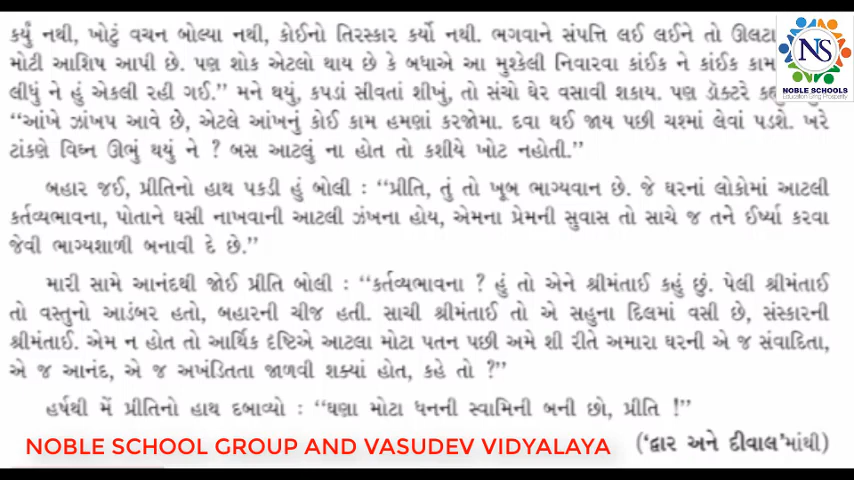 કર્યું નથી, ખોટું વચન બોલ્યા નથી, કોઈનો તિરસ્કાર કર્યો નથી. ભગવાને સંપત્તિ લઈ લઈને તો ઊલટા
મોટી આશિષ આપી છે. પણ શોક એટલો થાય છે કે બધાએ આ મુશ્કેલી નિવારવા કાંઈક ને કાંઈક કામ
લીધું ને હું એકલી રહી ગઈ.’’ મને થયું, કપડાં સીવતાં શીખું, તો સંચો ઘેર વસાવી શકાય. પણ ડૉક્ટરે
‘‘આંખે ઝાંખપ આવે છે, એટલે આંખનું કોઈ કામ હમણાં કરજોમા. દવા થઈ જાય પછી ચશ્માં લેવાં પડશે. ખરે
ટાંકણે વિઘ્ન ઊભું થયું ને ? બસ આટલું ના હોત તો કશીયે ખોટ નહોતી.’’
બહાર જઈ, પ્રીતિનો હાથ પકડી હું બોલી : ‘‘પ્રીતિ, તું તો ખૂબ ભાગ્યવાન છે. જે ઘરનાં લોકોમાં આટલી
કર્તવ્યભાવના, પોતાને ઘસી નાખવાની આટલી ઝંખના હોય, એમના પ્રેમની સુવાસ તો સાચે જ તને ઈર્ષ્યા કરવા
જેવી ભાગ્યશાળી બનાવી દે છે.’’
મારી સામે આનંદથી જોઈ પ્રીતિ બોલી : ‘‘કર્તવ્યભાવના ? હું તો એને શ્રીમંતાઈ કહું છું. પેલી શ્રીમંતાઈ
તો વસ્તુનો આડંબર હતો, બહારની ચીજ હતી. સાચી શ્રીમંતાઈ તો એ સહુના દિલમાં વસી છે, સંસ્કારની
શ્રીમંતાઈ. એમ ન હોત તો આર્થિક દૃષ્ટિએ આટલા મોટા પતન પછી અમે શી રીતે અમારા ઘરની એ જ સંવાદિતા,
એ જ આનંદ, એ જ અખંડિતતા જાળવી શક્યાં હોત, કહે તો ?’’
હર્ષથી મેં પ્રીતિનો હાથ દબાવ્યો : ‘‘ઘણા મોટા ધનની સ્વામિની બની છો, પ્રીતિ !’’
(‘દ્વાર અને દીવાલ’માંથી)
NOBLE SCHOOL GROUP AND VASUDEV VIDYALAYA
NS
NOBLE SCHOOLS
Education Bring Prosperity